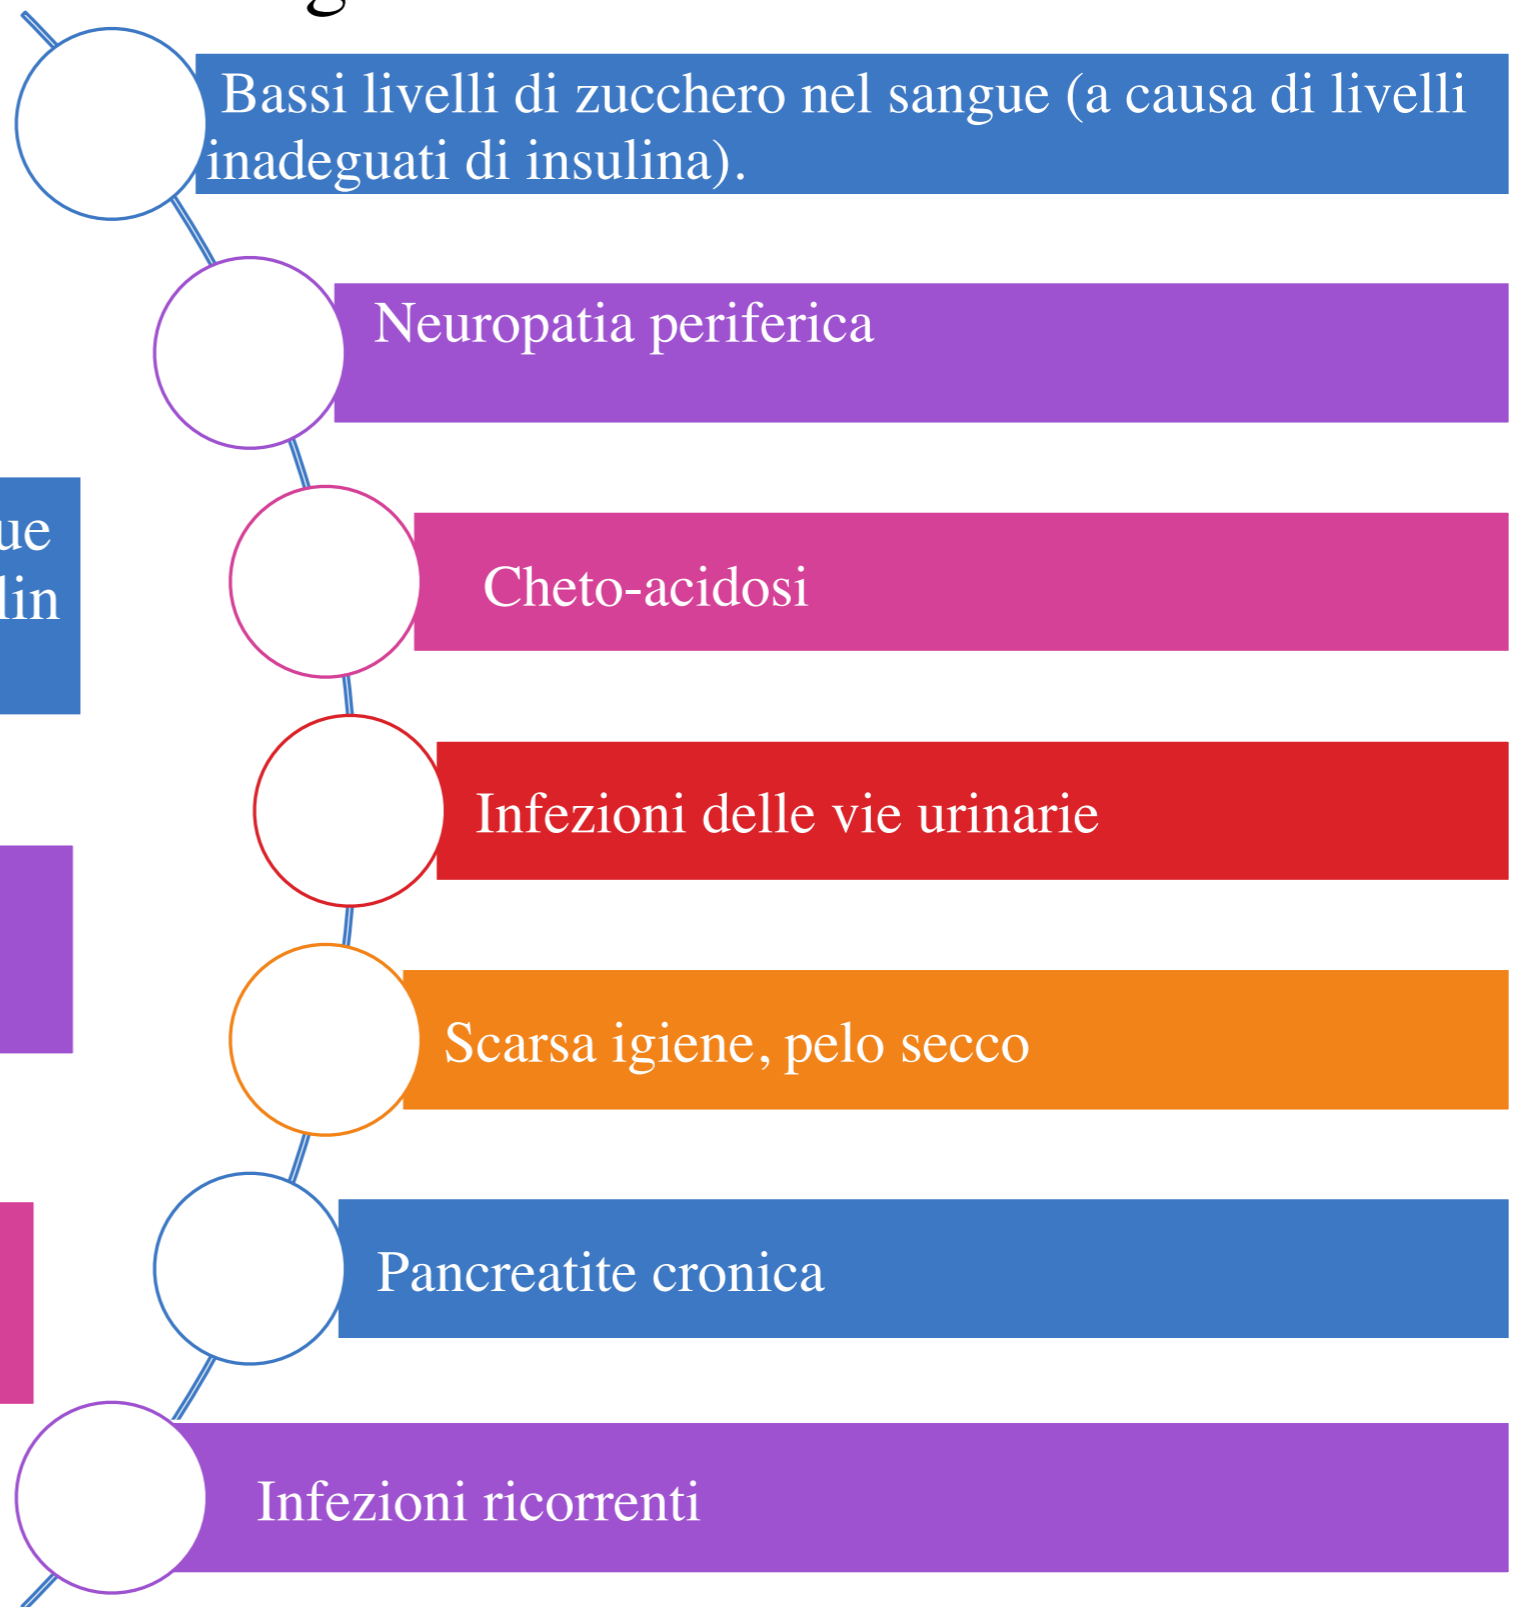 Bassi livelli di zucchero nel sangue (a causa di livelli
inadeguati di insulina).
Neuropatia periferica
Cheto-acidosi
Infezioni delle vie urinarie
Scarsa igiene, pelo secco
Pancreatite cronica
Infezioni ricorrenti